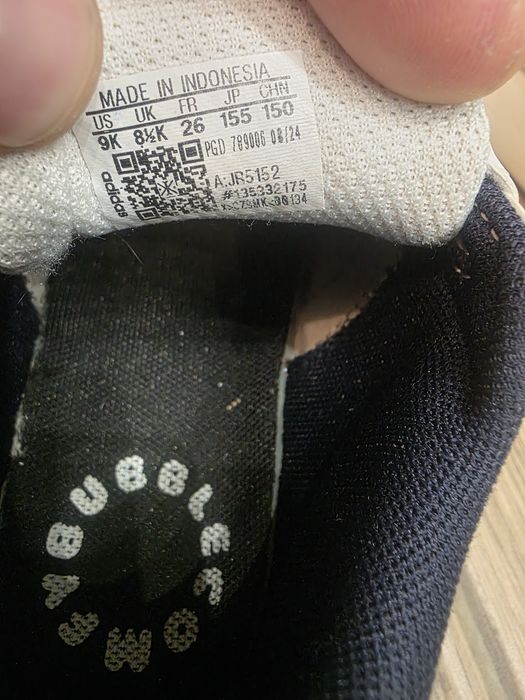 MADE IN INDONESIA
US UK FR JP CHN
9K 8½K 26 155 150
PGD 789006 08/24
adidas
A.JR5152
#135332175
BUBBLE COMFY